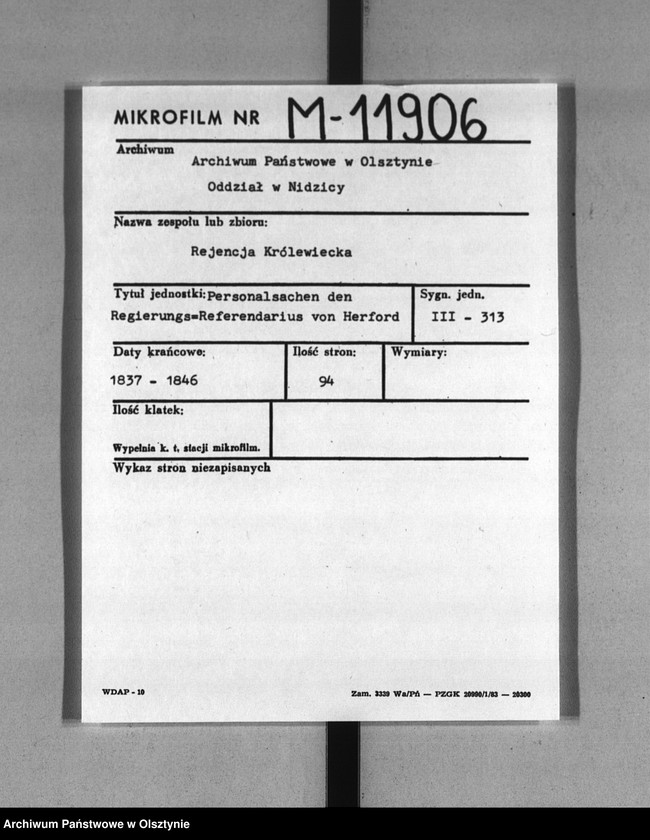 MIKROFILM NR M-11906
Archiwum
Archiwum Państwowe w Olsztynie
Oddział w Nidzicy
Nazwa zespołu lub zbioru:
Rejencja Królewiecka
Tytuł jednostki: Personalsachen den
Regierungs=Referendarius von Herford
Sygn. jedn.
III - 313
Daty krańcowe:
1837 - 1846
Ilość stron:
94
Wymiary:
Ilość klatek:
Wypełnia k. t. stacji mikrofilm.
Wykaz stron niezapisanych
WDAP - 10
Zam. 3339 Wa/Pń — PZGK 20990/I/83 — 20300
Archiwum Państwowe w Olsztynie